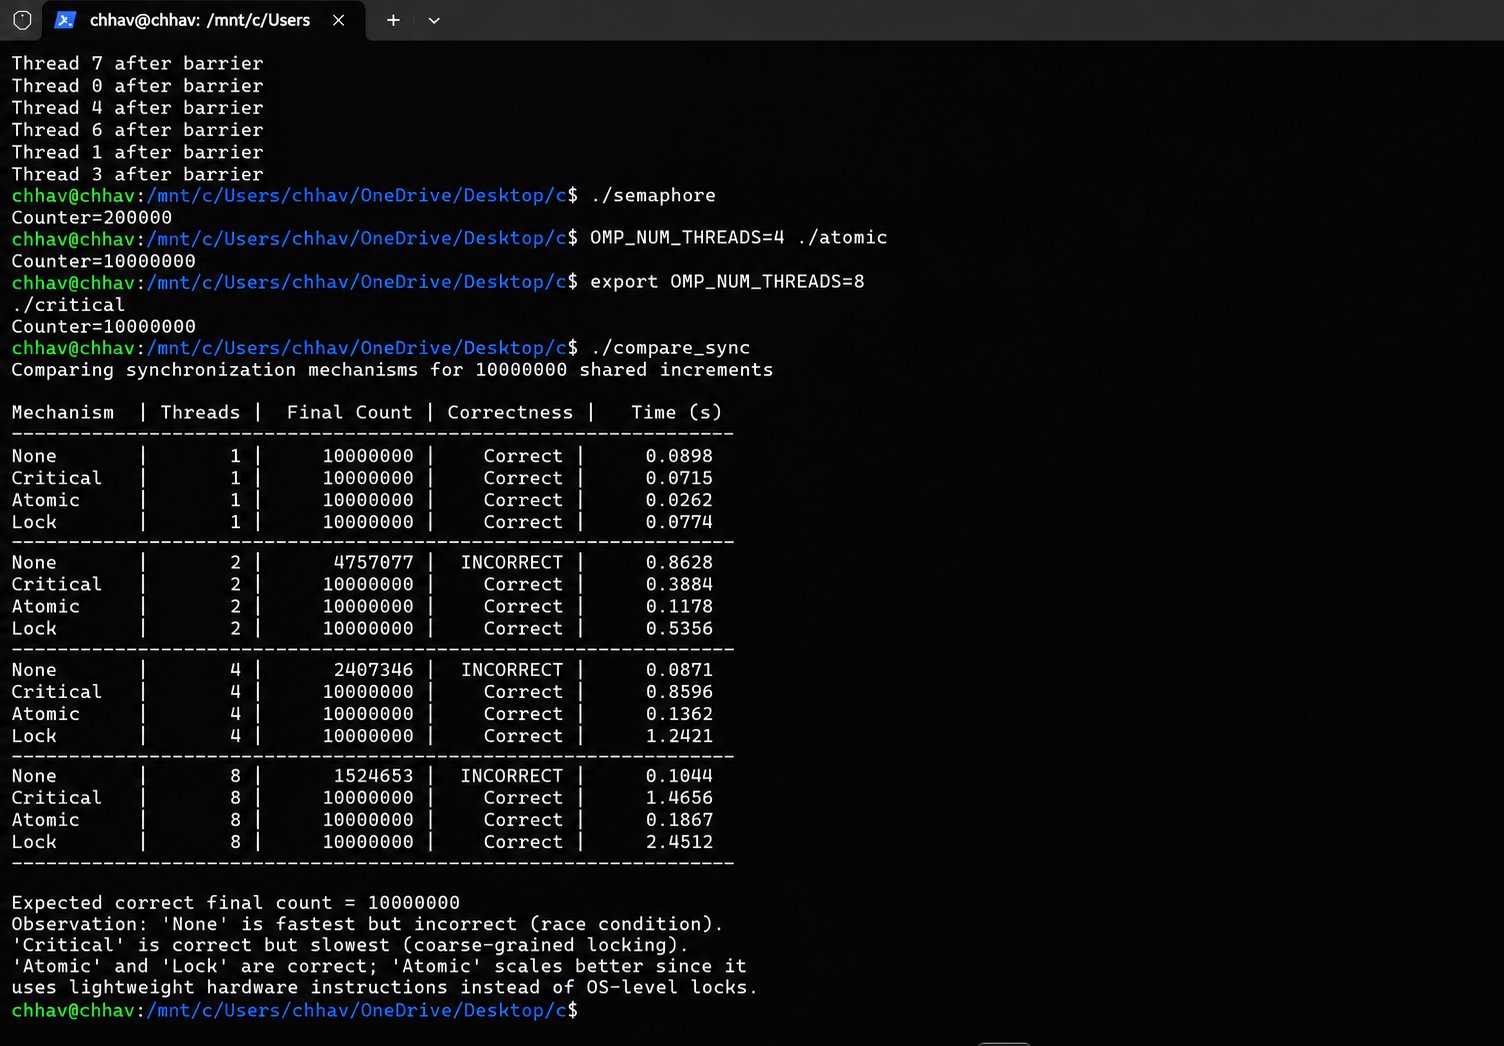 chhav@chhav: /mnt/c/Users
Thread 7 after barrier
Thread 0 after barrier
Thread 4 after barrier
Thread 6 after barrier
Thread 1 after barrier
Thread 3 after barrier
chhav@chhav:/mnt/c/Users/chhav/OneDrive/Desktop/c$ ./semaphore
Counter=200000
chhav@chhav:/mnt/c/Users/chhav/OneDrive/Desktop/c$ OMP_NUM_THREADS=4 ./atomic
Counter=10000000
chhav@chhav:/mnt/c/Users/chhav/OneDrive/Desktop/c$ export OMP_NUM_THREADS=8
./critical
Counter=10000000
chhav@chhav:/mnt/c/Users/chhav/OneDrive/Desktop/c$ ./compare_sync
Comparing synchronization mechanisms for 10000000 shared increments
Mechanism | Threads | Final Count | Correctness | Time (s)
----------------------------------------------------------------
None | 1 | 10000000 | Correct | 0.0898
Critical | 1 | 10000000 | Correct | 0.0715
Atomic | 1 | 10000000 | Correct | 0.0262
Lock | 1 | 10000000 | Correct | 0.0774
----------------------------------------------------------------
None | 2 | 4757077 | INCORRECT | 0.8628
Critical | 2 | 10000000 | Correct | 0.3884
Atomic | 2 | 10000000 | Correct | 0.1178
Lock | 2 | 10000000 | Correct | 0.5356
----------------------------------------------------------------
None | 4 | 2407346 | INCORRECT | 0.0871
Critical | 4 | 10000000 | Correct | 0.8596
Atomic | 4 | 10000000 | Correct | 0.1362
Lock | 4 | 10000000 | Correct | 1.2421
----------------------------------------------------------------
None | 8 | 1524653 | INCORRECT | 0.1044
Critical | 8 | 10000000 | Correct | 1.4656
Atomic | 8 | 10000000 | Correct | 0.1867
Lock | 8 | 10000000 | Correct | 2.4512
----------------------------------------------------------------
Expected correct final count = 10000000
Observation: 'None' is fastest but incorrect (race condition).
'Critical' is correct but slowest (coarse-grained locking).
'Atomic' and 'Lock' are correct; 'Atomic' scales better since it
uses lightweight hardware instructions instead of OS-level locks.
chhav@chhav:/mnt/c/Users/chhav/OneDrive/Desktop/c$